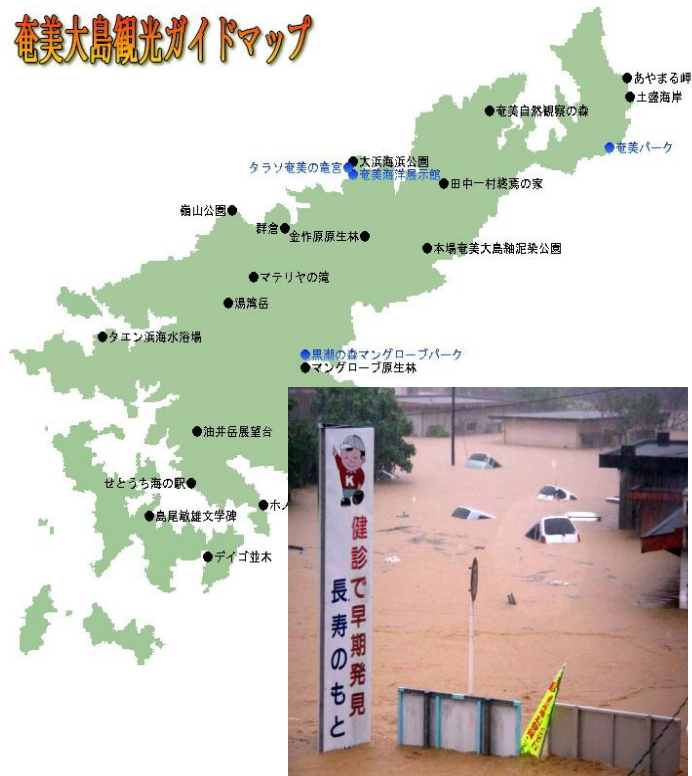 奄美大島観光ガイドマップ
あやまる岬
土盛海岸
奄美自然観察の森
奄美パーク
大浜海浜公園
タラソ奄美の竜宮
奄美海洋展示館
田中一村終焉の家
嶺山公園
群倉
金作原原生林
本場奄美大島紬泥染公園
マテリヤの滝
湯湾岳
タエン浜海水浴場
黒潮の森マングローブパーク
マングローブ原生林
油井岳展望台
せとうち海の駅
ホノ
島尾敏雄文学碑
デイゴ並木
K
健診で早期発見
長寿のもと